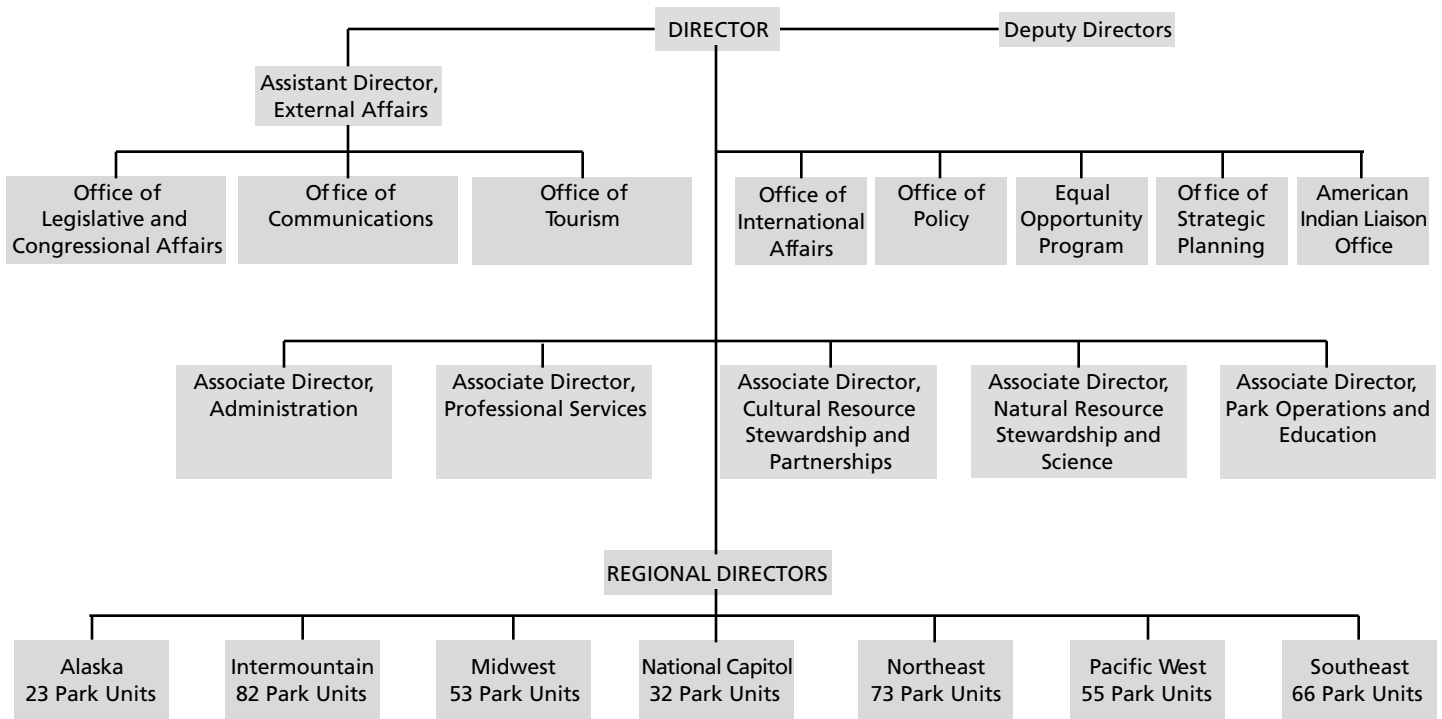 DIRECTOR
Deputy Directors
Assistant Director,
External Affairs
Office of
Legislative and
Congressional Affairs
Office of
Communications
Office of
Tourism
Office of
International
Affairs
Office of
Policy
Equal
Opportunity
Program
Office of
Strategic
Planning
American
Indian Liaison
Office
Associate Director,
Administration
Associate Director,
Professional Services
Associate Director,
Cultural Resource
Stewardship and
Partnerships
Associate Director,
Natural Resource
Stewardship and
Science
Associate Director,
Park Operations and
Education
REGIONAL DIRECTORS
Alaska
23 Park Units
Intermountain
82 Park Units
Midwest
53 Park Units
National Capitol
32 Park Units
Northeast
73 Park Units
Pacific West
55 Park Units
Southeast
66 Park Units